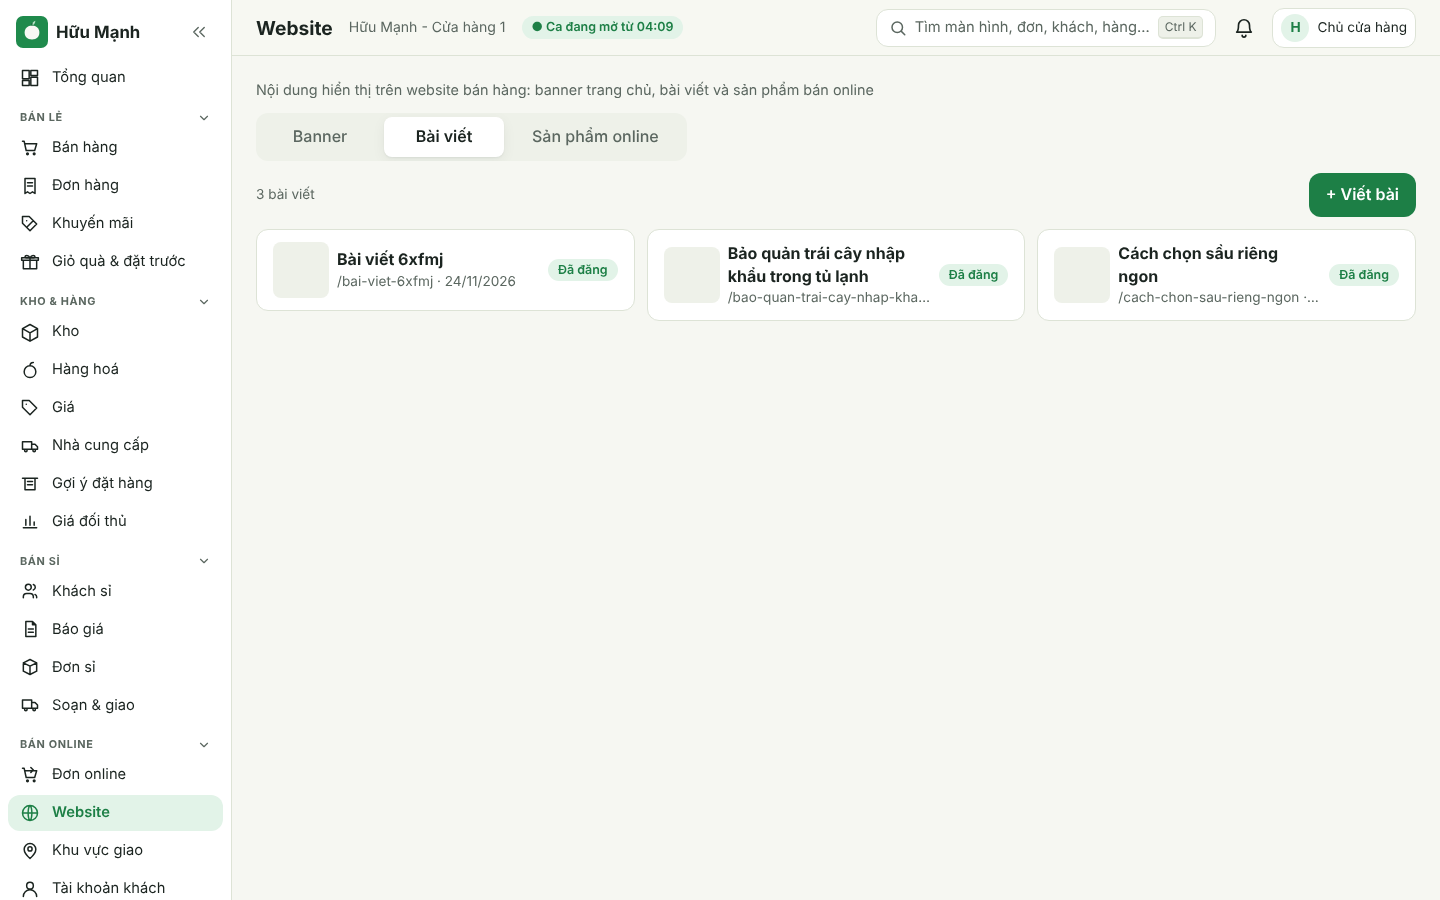 Hữu Mạnh
Tổng quan
BÁN LẺ
Bán hàng
Đơn hàng
Khuyến mãi
Giỏ quà & đặt trước
KHO & HÀNG
Kho
Hàng hoá
Giá
Nhà cung cấp
Gợi ý đặt hàng
Giá đối thủ
BÁN SỈ
Khách sỉ
Báo giá
Đơn sỉ
Soạn & giao
BÁN ONLINE
Đơn online
Website
Khu vực giao
Tài khoản khách
Website Hữu Mạnh - Cửa hàng 1 Ca đang mở từ 04:09 Tìm màn hình, đơn, khách, hàng... Ctrl K H Chủ cửa hàng
Nội dung hiển thị trên website bán hàng: banner trang chủ, bài viết và sản phẩm bán online
Banner Bài viết Sản phẩm online
3 bài viết + Viết bài
Bài viết 6xfmj
/bai-viet-6xfmj · 24/11/2026
Đã đăng
Bảo quản trái cây nhập
khẩu trong tủ lạnh
/bao-quan-trai-cay-nhap-kha...
Đã đăng
Cách chọn sầu riêng
ngon
/cach-chon-sau-rieng-ngon ·...
Đã đăng